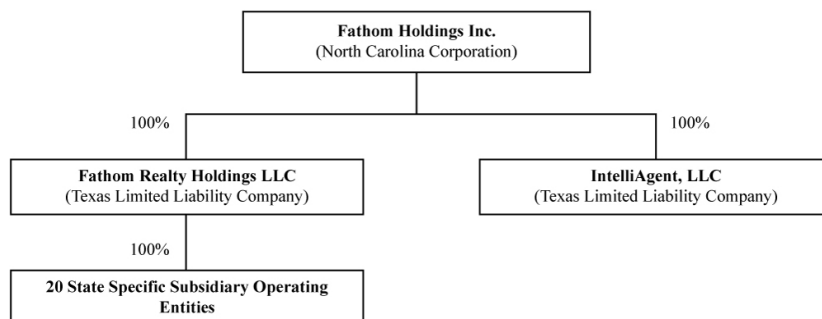 Fathom Holdings Inc.
(North Carolina Corporation)
100%
100%
Fathom Realty Holdings LLC
(Texas Limited Liability Company)
IntelliAgent, LLC
(Texas Limited Liability Company)
100%
20 State Specific Subsidiary Operating
Entities